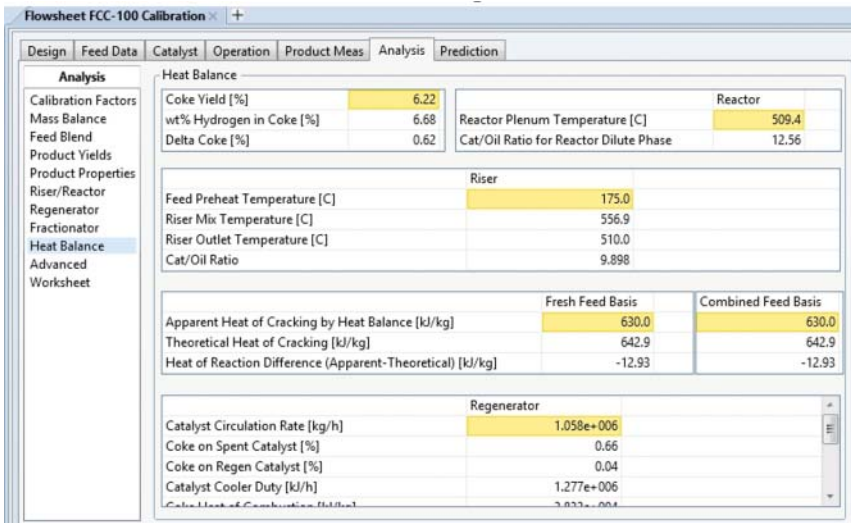 Flowsheet FCC-100 Calibration × +
Design Feed Data Catalyst Operation Product Meas Analysis Prediction
Analysis
Calibration Factors
Mass Balance
Feed Blend
Product Yields
Product Properties
Riser/Reactor
Regenerator
Fractionator
Heat Balance
Advanced
Worksheet
Heat Balance
Coke Yield [%] 6.22
wt% Hydrogen in Coke [%] 6.68
Delta Coke [%] 0.62
Reactor
Reactor Plenum Temperature [C] 509.4
Cat/Oil Ratio for Reactor Dilute Phase 12.56
Riser
Feed Preheat Temperature [C] 175.0
Riser Mix Temperature [C] 556.9
Riser Outlet Temperature [C] 510.0
Cat/Oil Ratio 9.898
Fresh Feed Basis Combined Feed Basis
Apparent Heat of Cracking by Heat Balance [kJ/kg] 630.0 630.0
Theoretical Heat of Cracking [kJ/kg] 642.9 642.9
Heat of Reaction Difference (Apparent-Theoretical) [kJ/kg] -12.93 -12.93
Regenerator
Catalyst Circulation Rate [kg/h] 1.058e+006
Coke on Spent Catalyst [%] 0.66
Coke on Regen Catalyst [%] 0.04
Catalyst Cooler Duty [kJ/h] 1.277e+006
Coke Heat of Combustion [kJ/kg]